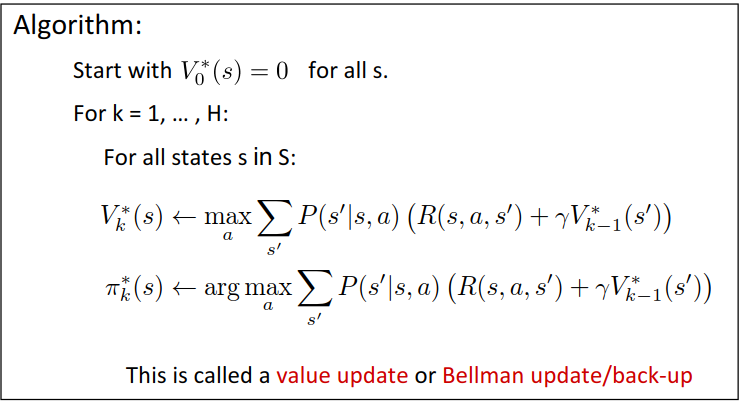 Algorithm:
Start with $V_0^*(s) = 0$ for all s.
For k = 1, … , H:
For all states s in S:
$V_k^*(s) \leftarrow \max_a \sum_{s'} P(s'|s,a) \left( R(s,a,s') + \gamma V_{k-1}^*(s') \right)$
$\pi_k^*(s) \leftarrow \arg\max_a \sum_{s'} P(s'|s,a) \left( R(s,a,s') + \gamma V_{k-1}^*(s') \right)$
This is called a value update or Bellman update/back-up